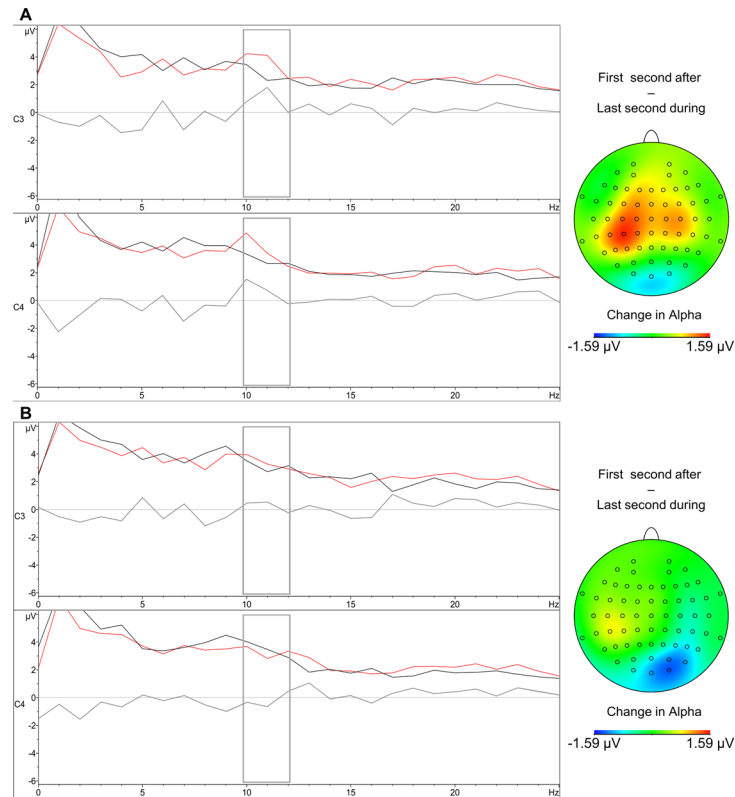 A
µV
4
2
0
C3
-2
-4
-6
0
5
10
15
20
Hz
µV
4
2
0
C4
-2
-4
-6
0
5
10
15
20
Hz
First second after
–
Last second during
Change in Alpha
-1.59 µV 1.59 µV
B
µV
4
2
0
C3
-2
-4
-6
0
5
10
15
20
Hz
µV
4
2
0
C4
-2
-4
-6
0
5
10
15
20
Hz
First second after
–
Last second during
Change in Alpha
-1.59 µV 1.59 µV